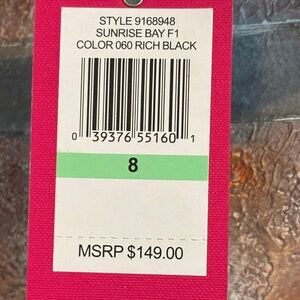 STYLE 9168948
SUNRISE BAY F1
COLOR 060 RICH BLACK
0 39376 55160 1
8
MSRP $149.00